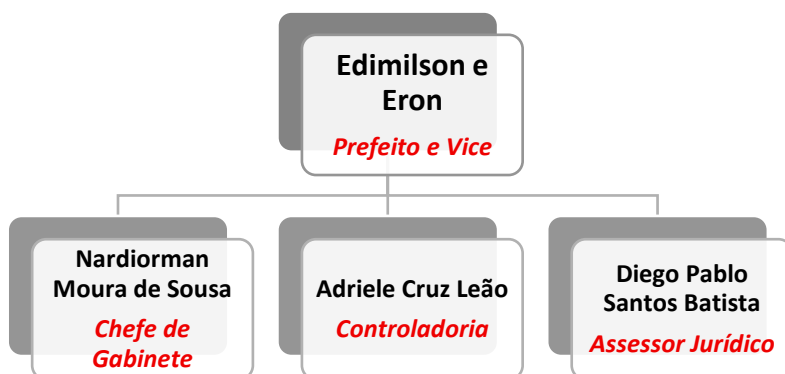 Edimilson e
Eron
Prefeito e Vice
Nardiorman
Moura de Sousa
Chefe de
Gabinete
Adriele Cruz Leão
Controladoria
Diego Pablo
Santos Batista
Assessor Jurídico